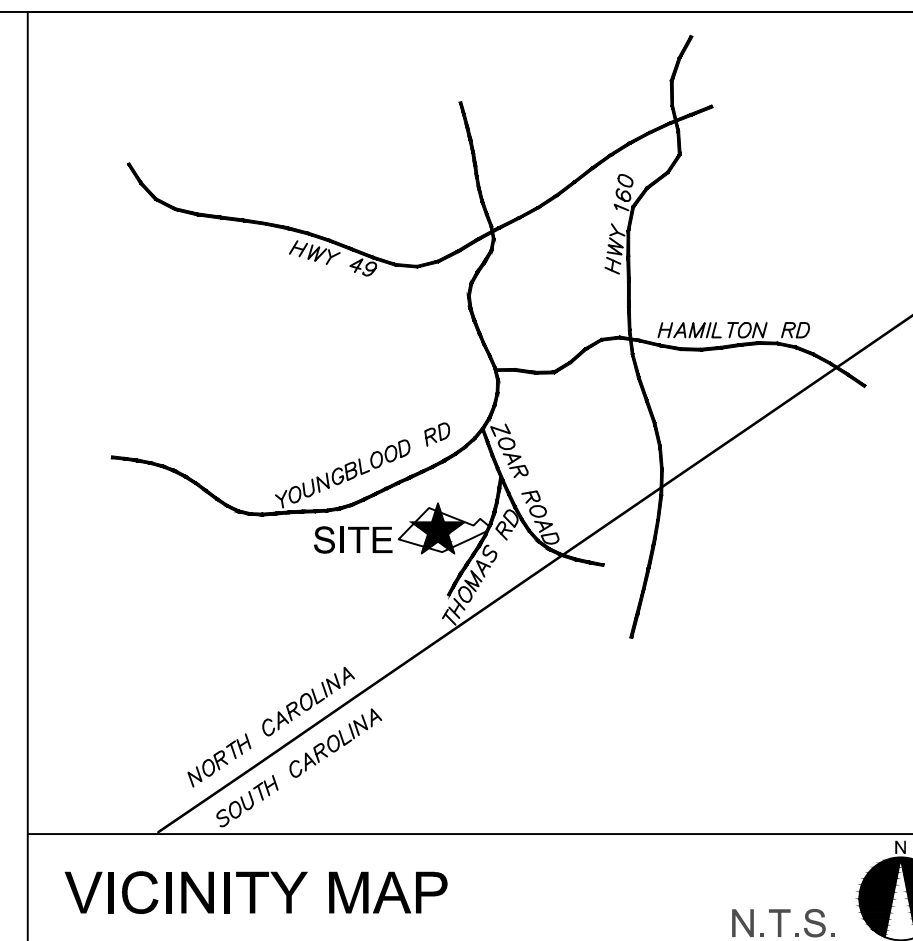 HWY 49
HWY 160
HAMILTON RD
YOUNGBLOOD RD
ZOAR ROAD
SITE
THOMAS RD
NORTH CAROLINA
SOUTH CAROLINA
VICINITY MAP
N.T.S.
N